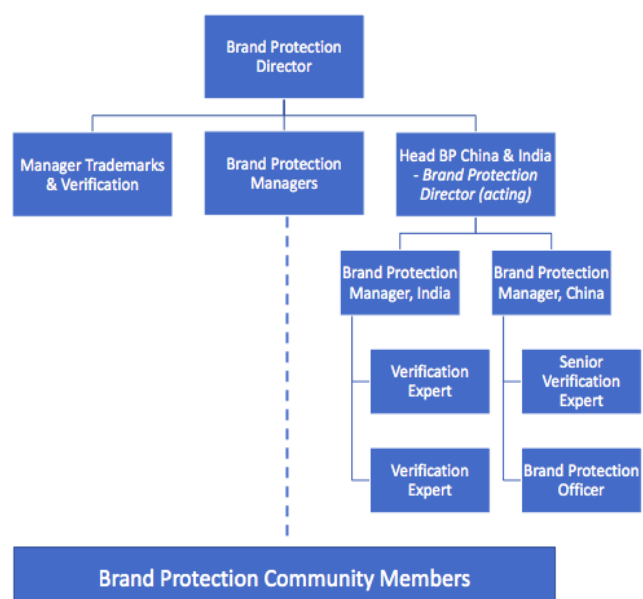 Brand Protection
Director
Manager Trademarks
& Verification
Brand Protection
Managers
Head BP China & India
- Brand Protection
Director (acting)
Brand Protection
Manager, India
Brand Protection
Manager, China
Verification
Expert
Senior
Verification
Expert
Verification
Expert
Brand Protection
Officer
Brand Protection Community Members